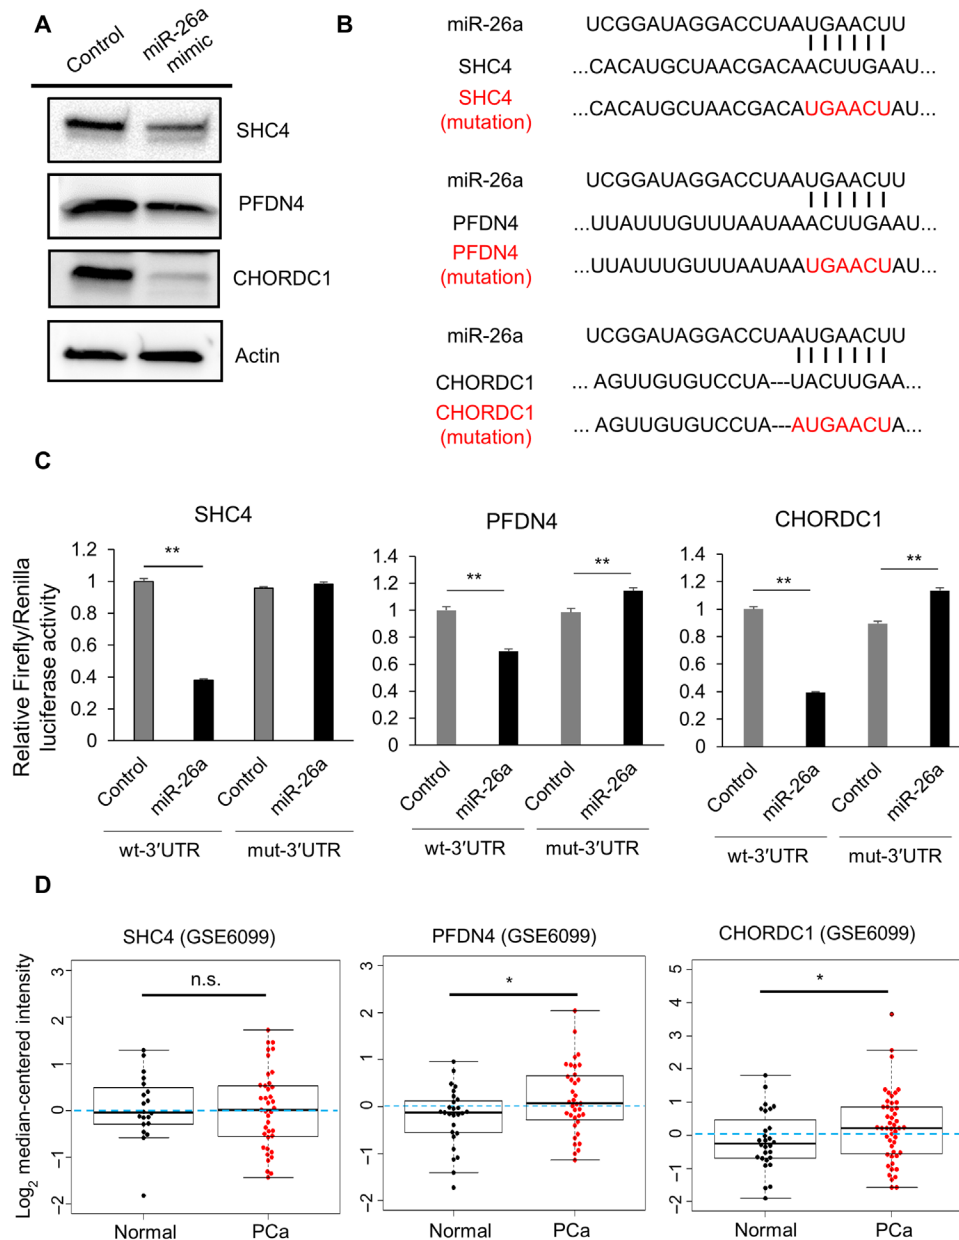 A
Control
miR-26a
mimic
SHC4
PFDN4
CHORDC1
Actin
B
miR-26a UCGGAUAGGACCUAAUGAACUU
SHC4 ...CACAUGCUAACGACAACUUGAAU...
SHC4 ...CACAUGCUAACGACAUGAACUAU...
(mutation)
miR-26a UCGGAUAGGACCUAAUGAACUU
PFDN4 ...UUAUUUGUUUAAUAAACUUGAAU...
PFDN4 ...UUAUUUGUUUAAUAAUGAACUAU...
(mutation)
miR-26a UCGGAUAGGACCUAAUGAACUU
CHORDC1 ... AGUUGUGUCCUA---UACUUGAA...
CHORDC1 ... AGUUGUGUCCUA---AUGAACUA...
(mutation)
C
Relative Firefly/Renilla
luciferase activity
SHC4
1.2
1
0.8
0.6
0.4
0.2
0
**
Control
miR-26a
Control
miR-26a
wt-3′UTR
mut-3′UTR
PFDN4
1.4
1.2
1
0.8
0.6
0.4
0.2
0
**
**
Control
miR-26a
Control
miR-26a
wt-3′UTR
mut-3′UTR
CHORDC1
1.4
1.2
1
0.8
0.6
0.4
0.2
0
**
**
Control
miR-26a
Control
miR-26a
wt-3′UTR
mut-3′UTR
D
Log2 median-centered intensity
SHC4 (GSE6099)
3
2
1
0
−1
−2
n.s.
Normal
PCa
PFDN4 (GSE6099)
3
2
1
0
−1
−2
*
Normal
PCa
CHORDC1 (GSE6099)
5
4
3
2
1
0
−1
−2
*
Normal
PCa